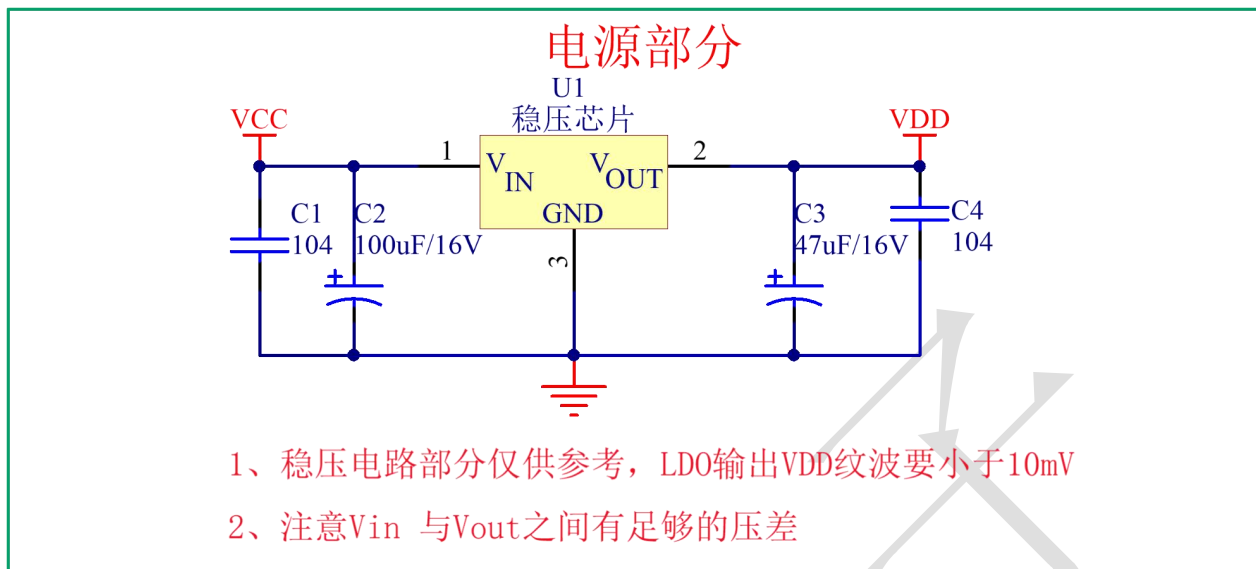 电源部分
U1
稳压芯片
VCC
VDD
1
2
VIN
VOUT
GND
3
C1
104
C2
100uF/16V
C3
47uF/16V
C4
104
1、稳压电路部分仅供参考，LDO输出VDD纹波要小于10mV
2、注意Vin 与Vout之间有足够的压差